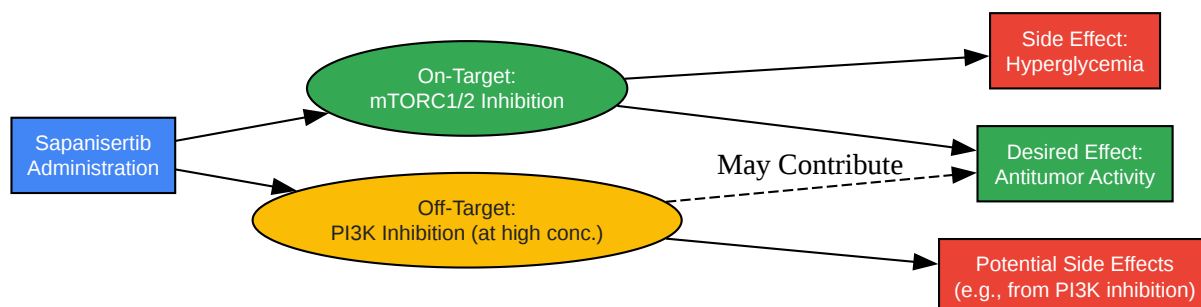 Sapanisertib
Administration
On-Target:
mTORC1/2 Inhibition
Off-Target:
PI3K Inhibition (at high conc.)
May Contribute
Side Effect:
Hyperglycemia
Desired Effect:
Antitumor Activity
Potential Side Effects
(e.g., from PI3K inhibition)